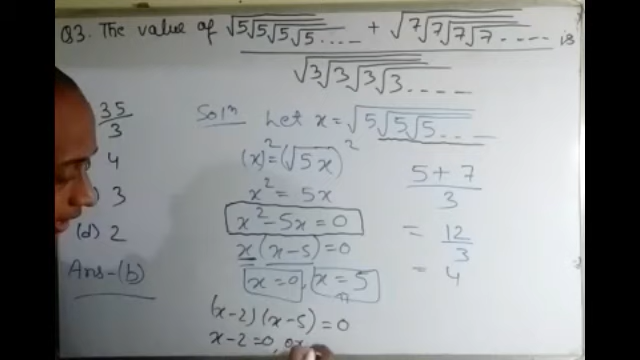 Q3. The value of √5√5√5√5..... + √7√7√7√7..... is
√3√3√3√3.....
35/3
4
) 3
(d) 2
Ans-(b)
Solⁿ Let x = √5√5√5.....
(x)² = (√5x)²
x² = 5x
x² - 5x = 0
x(x-5) = 0
x = 0, x = 5
(x-2)(x-5) = 0
x-2 = 0,
5+7/3
= 12/3
= 4